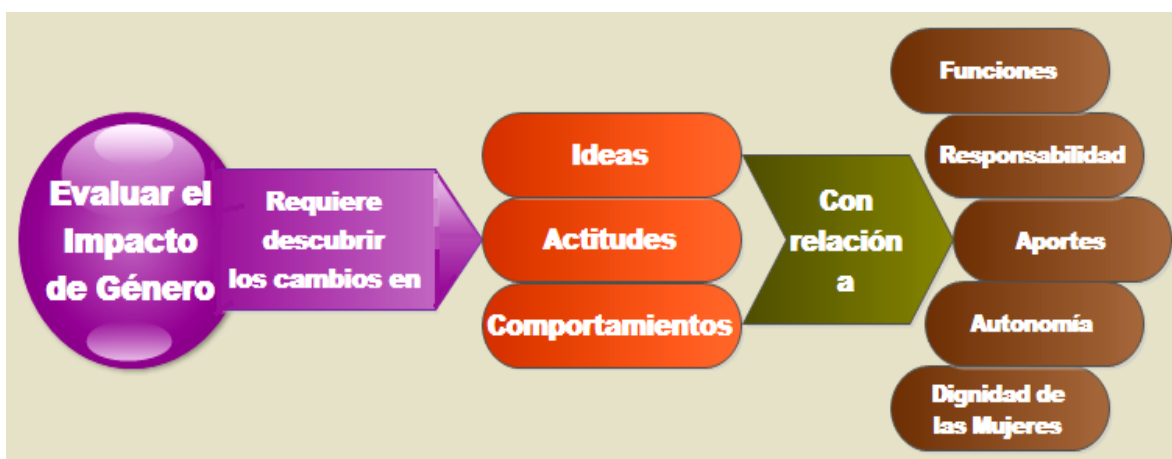 Evaluar el
Impacto
de Género
Requiere
descubrir
los cambios en
Ideas
Actitudes
Comportamientos
Con
relación
a
Funciones
Responsabilidad
Aportes
Autonomía
Dignidad de
las Mujeres